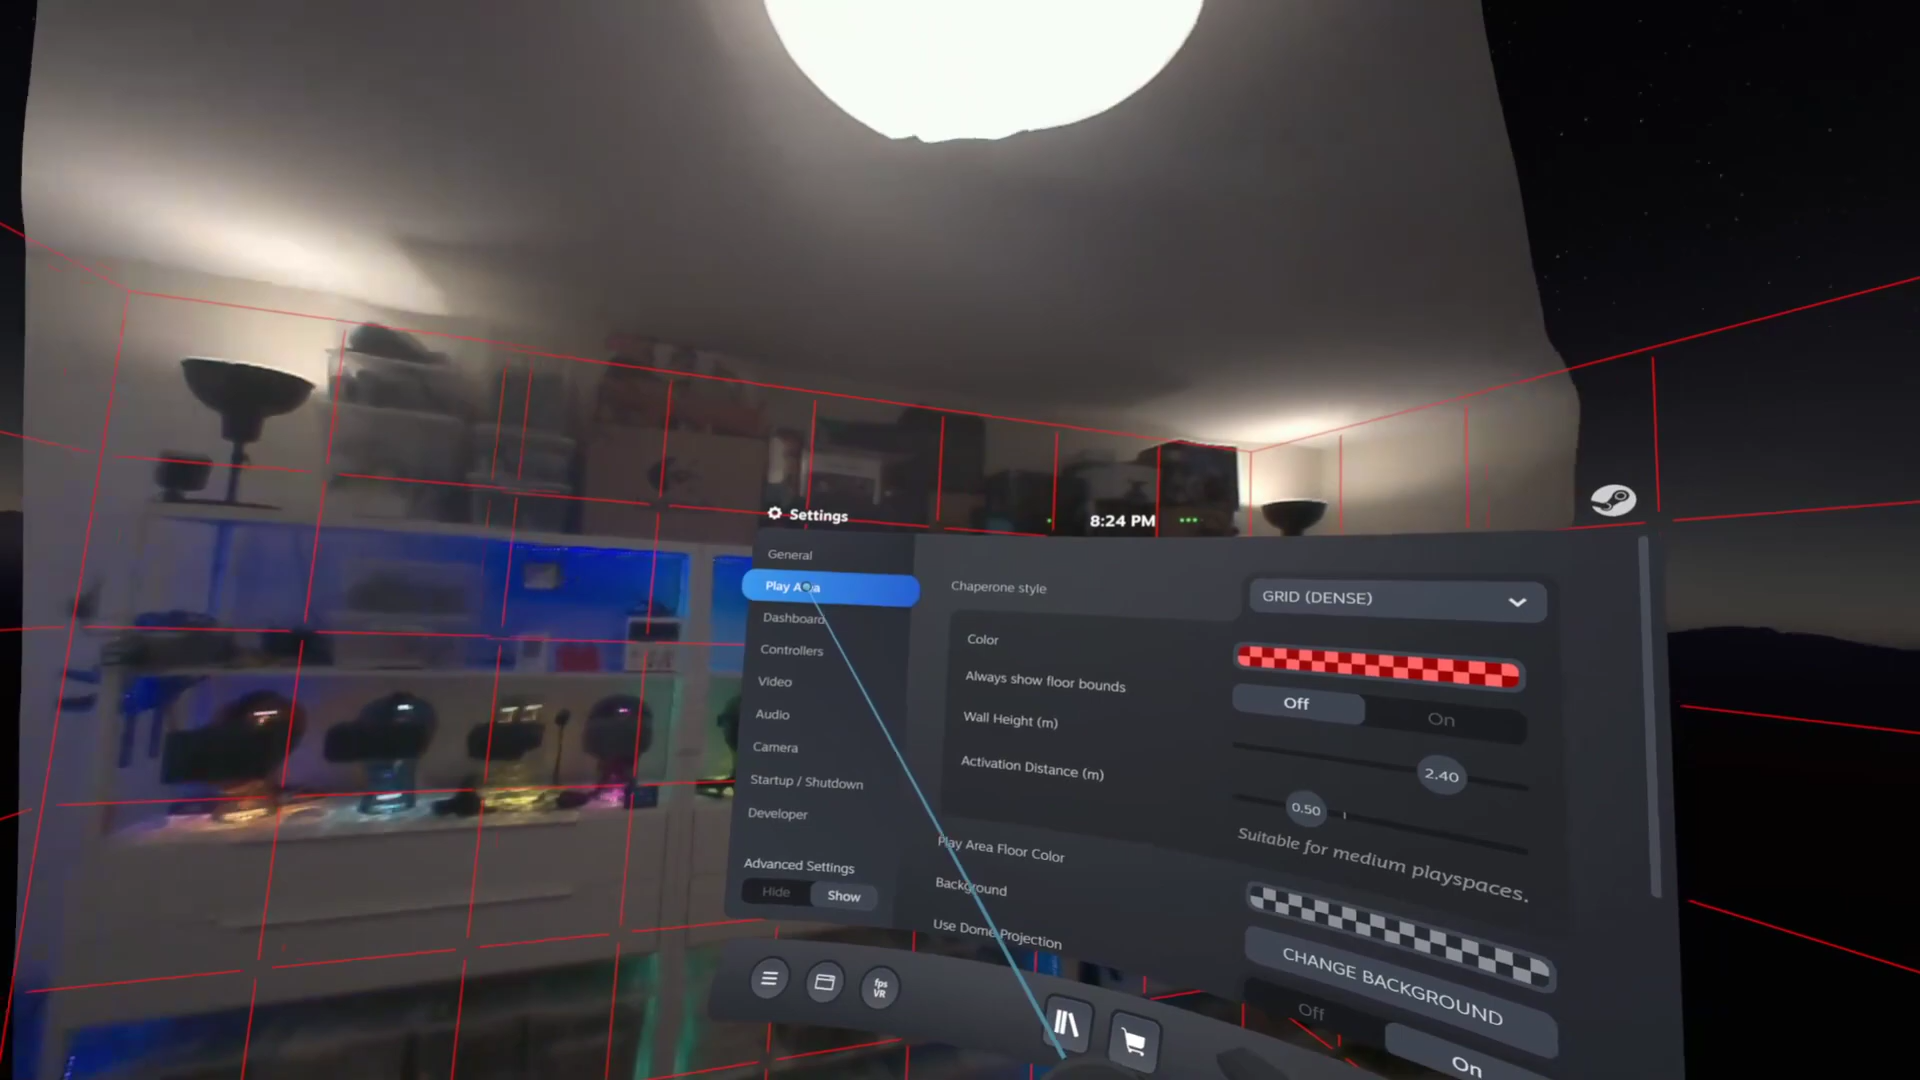 Settings
8:24 PM
General
Play Area
Dashboard
Controllers
Video
Audio
Camera
Startup / Shutdown
Developer
Advanced Settings
Hide
Show
Chaperone style
GRID (DENSE)
Color
Always show floor bounds
Off
On
Wall Height (m)
2.40
Activation Distance (m)
0.50
Suitable for medium playspaces.
Play Area Floor Color
Background
CHANGE BACKGROUND
Use Dome Projection
Off
On
fps
VR